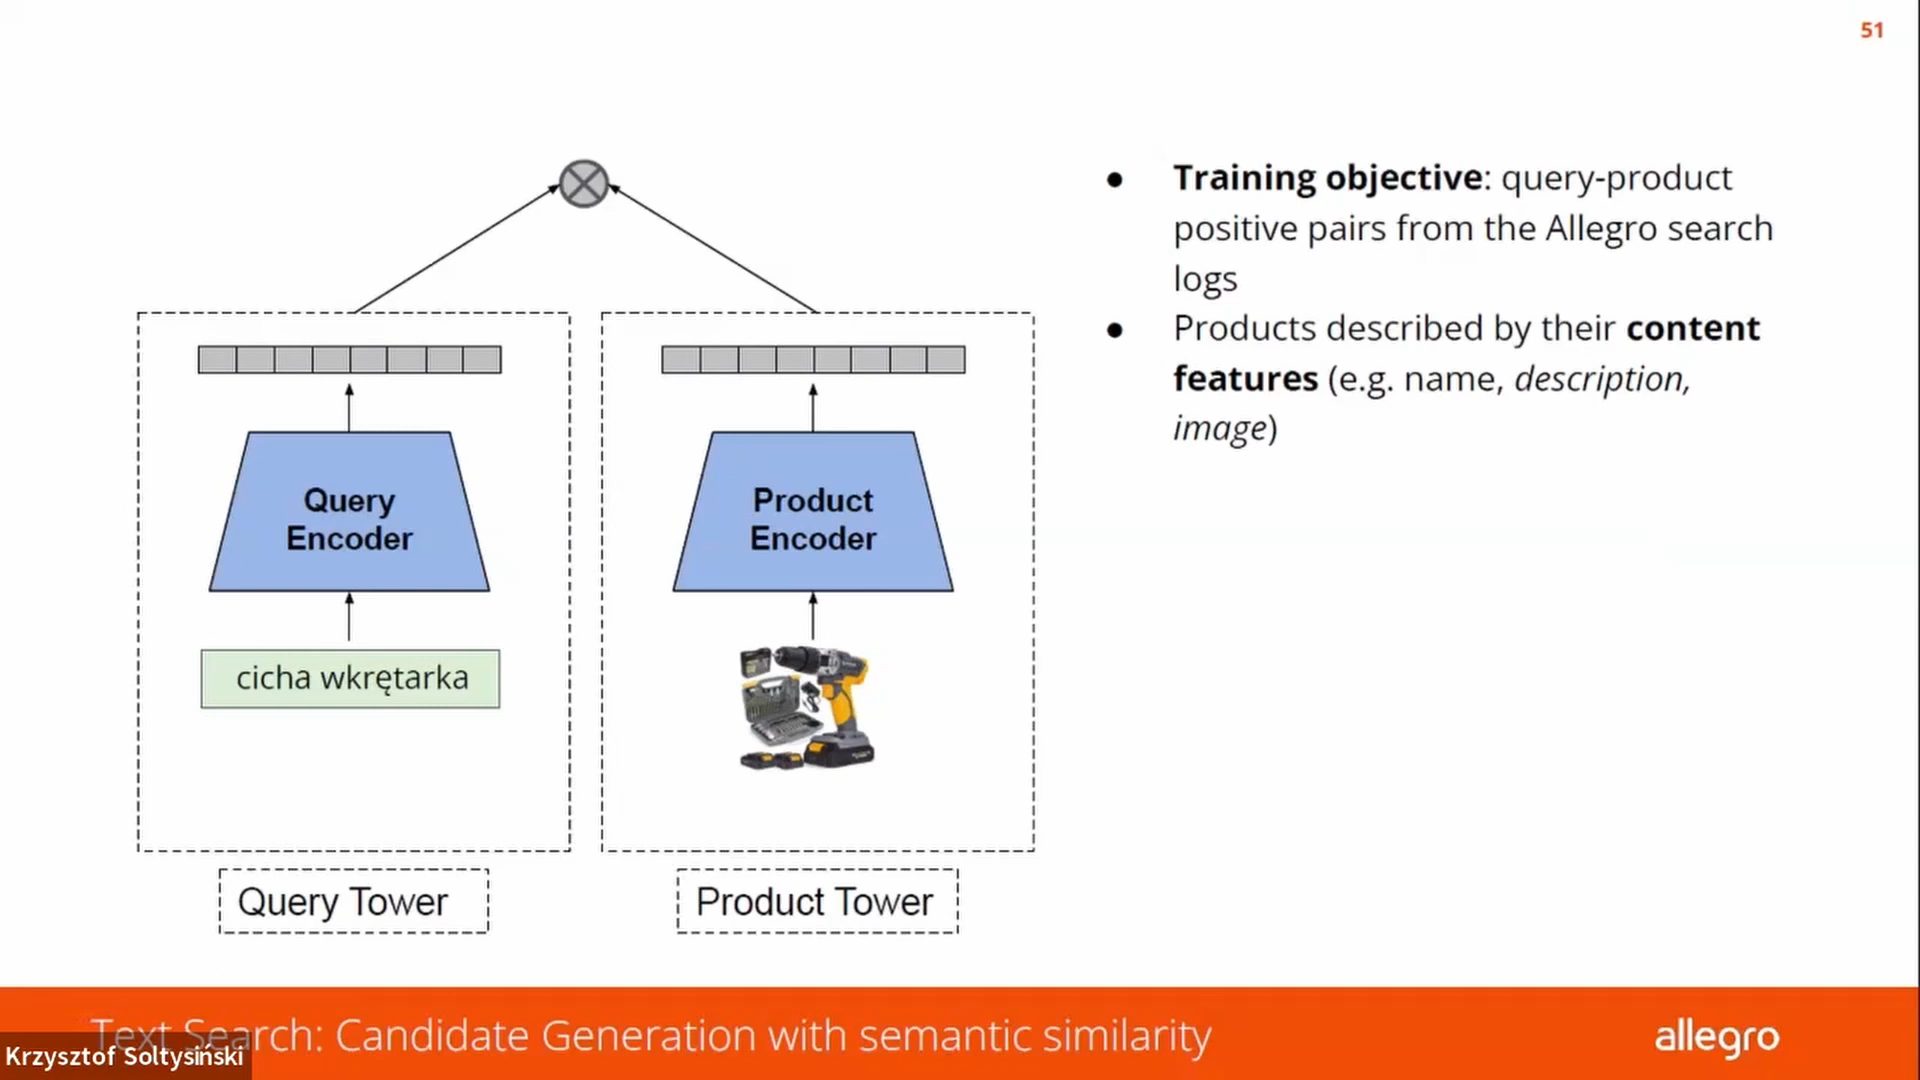 51
● Training objective: query-product
positive pairs from the Allegro search
logs
● Products described by their content
features (e.g. name, description,
image)
Query
Encoder
Product
Encoder
cicha wkrętarka
Query Tower
Product Tower
Text Search: Candidate Generation with semantic similarity
allegro
Krzysztof Soltysiński